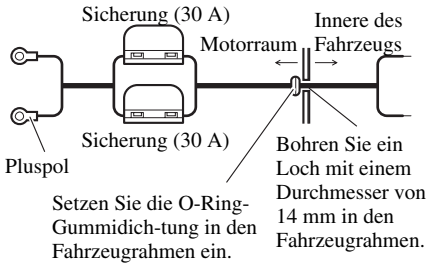 Sicherung (30 A)
Innere des
Motorraum
Fahrzeugs
Sicherung (30 A)
Pluspol
Setzen Sie die O-Ring-
Gummidich-tung in den
Fahrzeugrahmen ein.
Bohren Sie ein
Loch mit einem
Durchmesser von
14 mm in den
Fahrzeugrahmen.